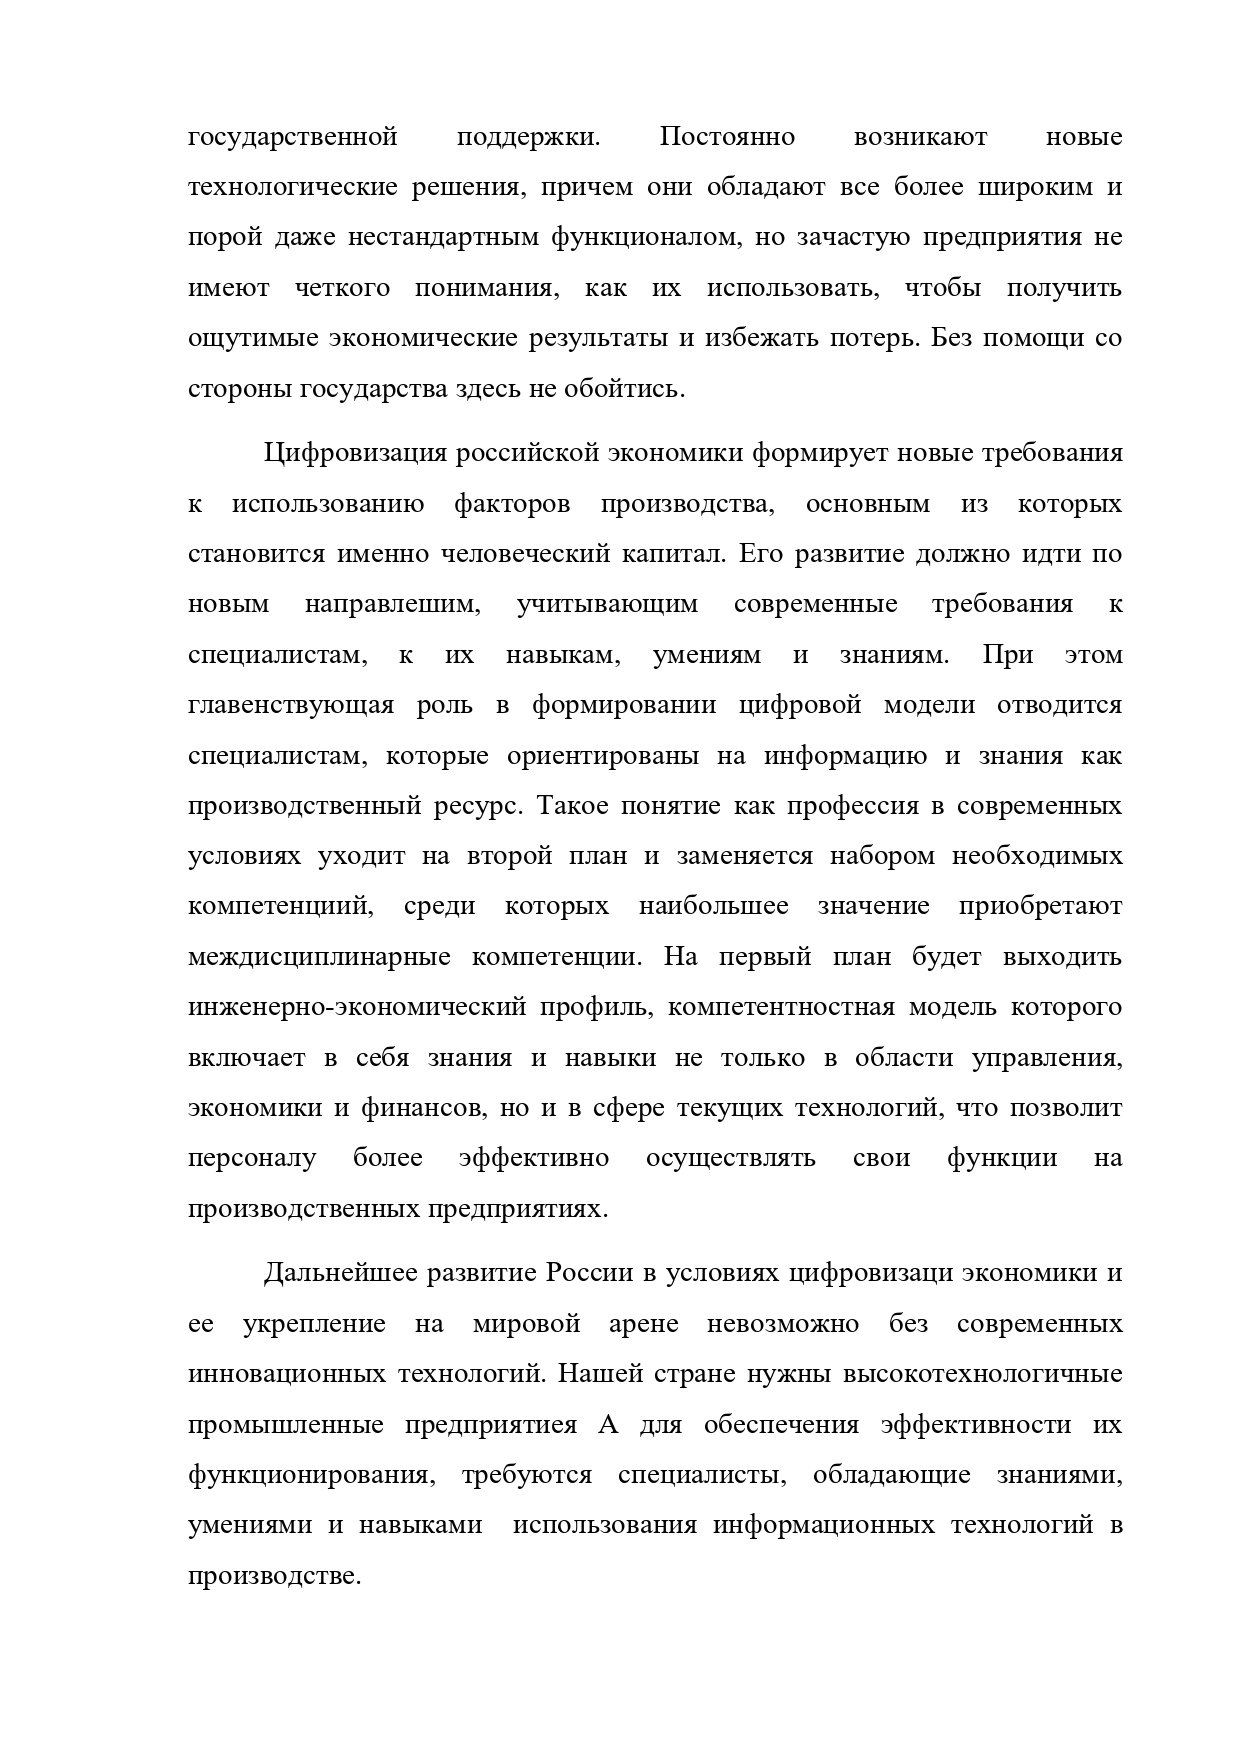 государственной поддержки. Постоянно возникают новые
технологические решения, причем они обладают все более широким и
порой даже нестандартным функционалом, но зачастую предприятия не
имеют четкого понимания, как их использовать, чтобы получить
ощутимые экономические результаты и избежать потерь. Без помощи со
стороны государства здесь не обойтись.
Цифровизация российской экономики формирует новые требования
к использованию факторов производства, основным из которых
становится именно человеческий капитал. Его развитие должно идти по
новым направлешим, учитывающим современные требования к
специалистам, к их навыкам, умениям и знаниям. При этом
главенствующая роль в формировании цифровой модели отводится
специалистам, которые ориентированы на информацию и знания как
производственный ресурс. Такое понятие как профессия в современных
условиях уходит на второй план и заменяется набором необходимых
компетенциий, среди которых наибольшее значение приобретают
междисциплинарные компетенции. На первый план будет выходить
инженерно-экономический профиль, компетентностная модель которого
включает в себя знания и навыки не только в области управления,
экономики и финансов, но и в сфере текущих технологий, что позволит
персоналу более эффективно осуществлять свои функции на
производственных предприятиях.
Дальнейшее развитие России в условиях цифровизаци экономики и
ее укрепление на мировой арене невозможно без современных
инновационных технологий. Нашей стране нужны высокотехнологичные
промышленные предприятиея А для обеспечения эффективности их
функционирования, требуются специалисты, обладающие знаниями,
умениями и навыками использования информационных технологий в
производстве.